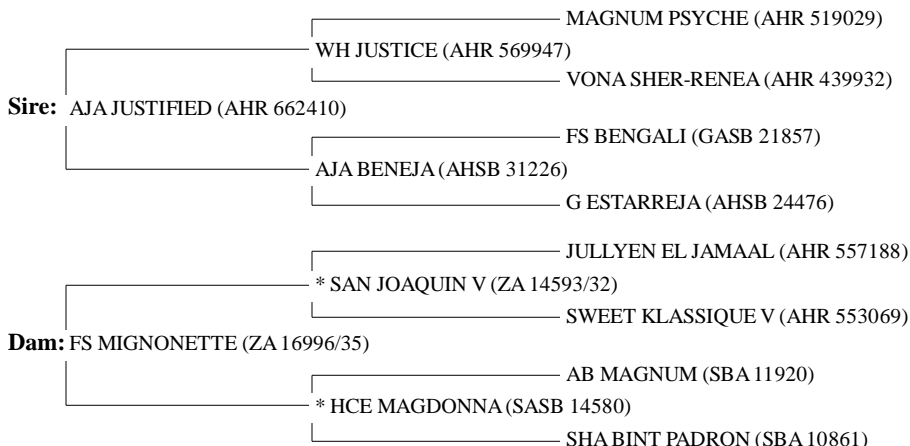 MAGNUM PSYCHE (AHR 519029)
WH JUSTICE (AHR 569947)
VONA SHER-RENEA (AHR 439932)
Sire: AJA JUSTIFIED (AHR 662410)
FS BENGALI (GASB 21857)
AJA BENEJA (AHSB 31226)
G ESTARREJA (AHSB 24476)
JULLYEN EL JAMAAL (AHR 557188)
* SAN JOAQUIN V (ZA 14593/32)
SWEET KLASSIQUE V (AHR 553069)
Dam: FS MIGNONETTE (ZA 16996/35)
AB MAGNUM (SBA 11920)
* HCE MAGDONNA (SASB 14580)
SHA BINT PADRON (SBA 10861)